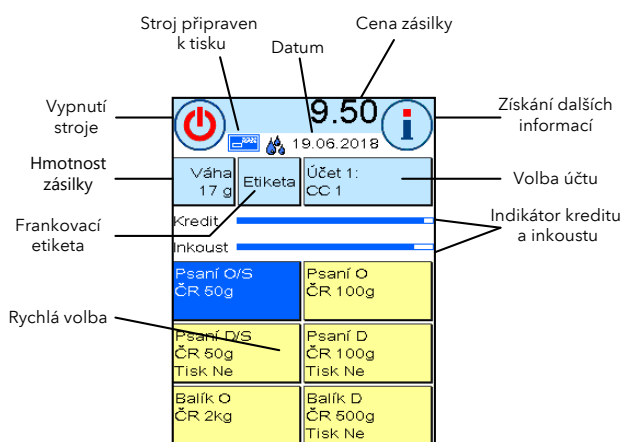 Stroj připraven
k tisku
Cena zásilky
Datum
Vypnutí
stroje
9.50
Získání dalších
informací
19.06.2018
Hmotnost
zásilky
Váha
17 g
Etiketa
Účet 1:
CC 1
Volba účtu
Frankovací
etiketa
Kredit
Inkoust
Indikátor kreditu
a inkoustu
Psaní O/S
ČR 50g
Psaní O
ČR 100g
Rychlá volba
Psaní D/S
ČR 50g
Tisk Ne
Psaní D
ČR 100g
Tisk Ne
Balík O
ČR 2kg
Balík D
ČR 500g
Tisk Ne